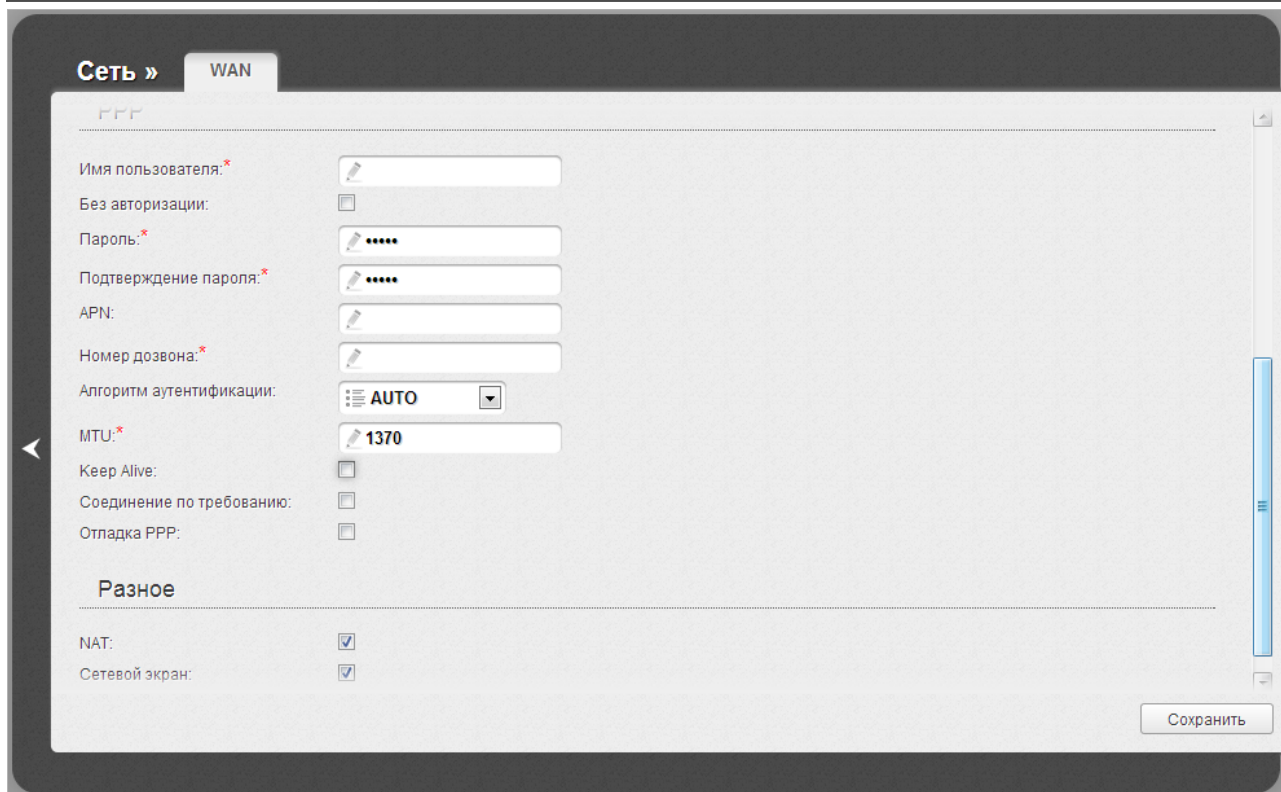 Сеть »
WAN
Имя пользователя:*
Без авторизации:
Пароль:*
•••••
Подтверждение пароля:*
•••••
APN:
Номер дозвона:*
Алгоритм аутентификации:
AUTO
MTU:*
1370
Keep Alive:
Соединение по требованию:
Отладка PPP:
Разное
NAT:
Сетевой экран:
Сохранить